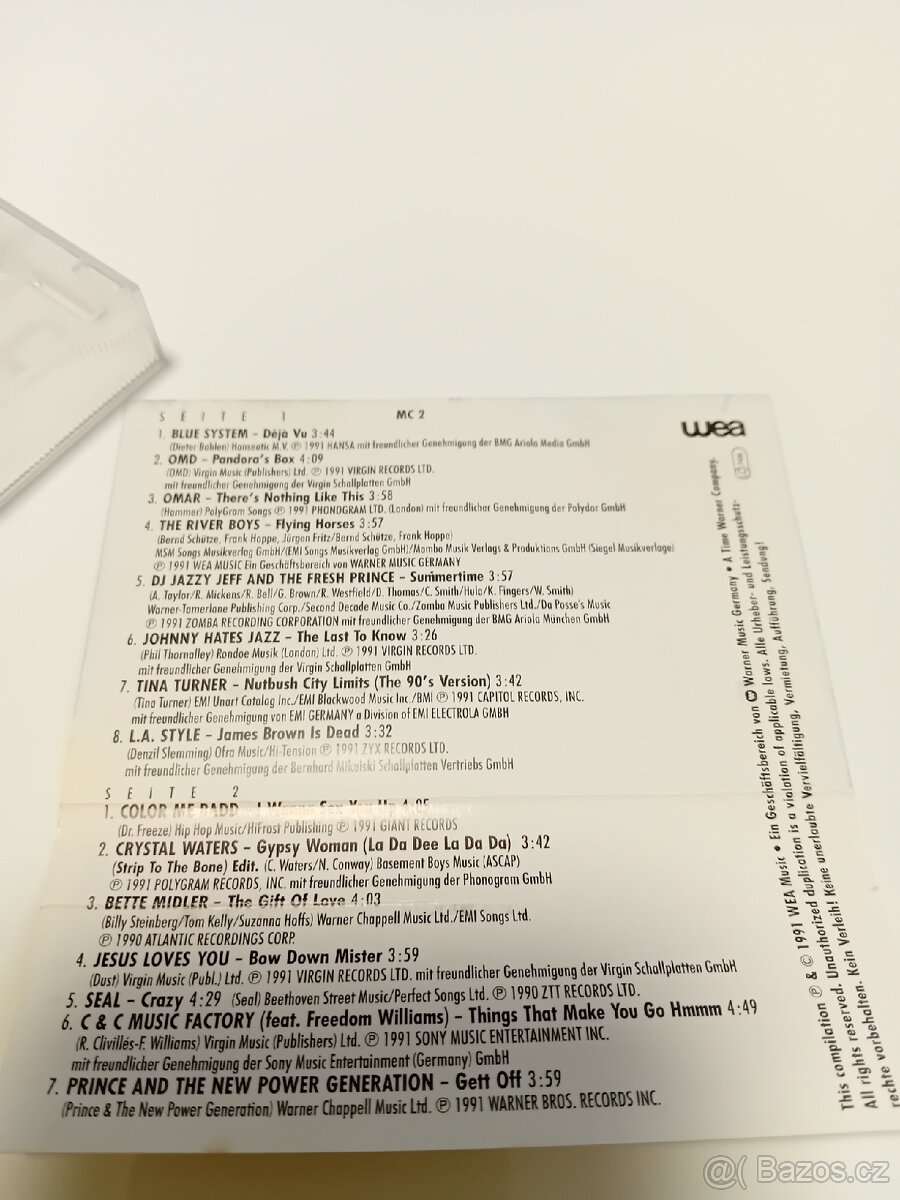 SEITE 1 MC 2
wea
1. BLUE SYSTEM – Déjà Vu 3:44
(Dieter Bohlen) Hanseatic M.V. ℗ 1991 HANSA mit freundlicher Genehmigung der BMG Ariola Media GmbH
2. OMD – Pandora's Box 4:09
(OMD) Virgin Music (Publishers) Ltd. ℗ 1991 VIRGIN RECORDS LTD.
mit freundlicher Genehmigung der Virgin Schallplatten GmbH
3. OMAR – There's Nothing Like This 3:58
(Hammer) PolyGram Songs ℗ 1991 PHONOGRAM LTD. (London) mit freundlicher Genehmigung der Polydor GmbH
4. THE RIVER BOYS – Flying Horses 3:57
(Bernd Schütze, Frank Hoppe, Jürgen Fritz/Bernd Schütze, Frank Hoppe)
MSM Songs Musikverlag GmbH/(EMI Songs Musikverlag GmbH)/Mambo Musik Verlags & Produktions GmbH (Siegel Musikverlage)
℗ 1991 WEA MUSIC Ein Geschäftsbereich von WARNER MUSIC GERMANY
5. DJ JAZZY JEFF AND THE FRESH PRINCE – Summertime 3:57
(A. Taylor/R. Mickens/R. Bell/G. Brown/R. Westfield/D. Thomas/C. Smith/Hula/K. Fingers/W. Smith)
Warner-Tamerlane Publishing Corp./Second Decade Music Co./Zomba Music Publishers Ltd./Da Posse's Music
℗ 1991 ZOMBA RECORDING CORPORATION mit freundlicher Genehmigung der BMG Ariola München GmbH
6. JOHNNY HATES JAZZ – The Last To Know 3:26
(Phil Thornalley) Rondoe Musik (London) Ltd. ℗ 1991 VIRGIN RECORDS LTD.
mit freundlicher Genehmigung der Virgin Schallplatten GmbH
7. TINA TURNER – Nutbush City Limits (The 90's Version) 3:42
(Tina Turner) EMI Unart Catalog Inc./EMI Blackwood Music Inc./BMI ℗ 1991 CAPITOL RECORDS, INC.
mit freundlicher Genehmigung von EMI GERMANY a Division of EMI ELECTROLA GMBH
8. L.A. STYLE – James Brown Is Dead 3:32
(Denzil Slemming) Ofra Music/Hi-Tension ℗ 1991 ZYX RECORDS LTD.
mit freundlicher Genehmigung der Bernhard Mikulski Schallplatten Vertriebs GmbH
SEITE 2
1. COLOR ME BADD – I Wanna Sex You Up 4:05
(Dr. Freeze) Hip Hop Music/HiFrost Publishing ℗ 1991 GIANT RECORDS
2. CRYSTAL WATERS – Gypsy Woman (La Da Dee La Da Da) 3:42
(Strip To The Bone) Edit. (C. Waters/N. Conway) Basement Boys Music (ASCAP)
℗ 1991 POLYGRAM RECORDS, INC. mit freundlicher Genehmigung der Phonogram GmbH
3. BETTE MIDLER – The Gift Of Love 4:03
(Billy Steinberg/Tom Kelly/Suzanna Hoffs) Warner Chappell Music Ltd./EMI Songs Ltd.
℗ 1990 ATLANTIC RECORDINGS CORP.
4. JESUS LOVES YOU – Bow Down Mister 3:59
(Dust) Virgin Music (Publ.) Ltd. ℗ 1991 VIRGIN RECORDS LTD. mit freundlicher Genehmigung der Virgin Schallplatten GmbH
5. SEAL – Crazy 4:29 (Seal) Beethoven Street Music/Perfect Songs Ltd. ℗ 1990 ZTT RECORDS LTD.
6. C & C MUSIC FACTORY (feat. Freedom Williams) – Things That Make You Go Hmmm 4:49
(R. Clivillés-F. Williams) Virgin Music (Publishers) Ltd. ℗ 1991 SONY MUSIC ENTERTAINMENT INC.
mit freundlicher Genehmigung der Sony Music Entertainment (Germany) GmbH
7. PRINCE AND THE NEW POWER GENERATION – Gett Off 3:59
(Prince & The New Power Generation) Warner Chappell Music Ltd. ℗ 1991 WARNER BROS. RECORDS INC.
This compilation ℗ & © 1991 WEA Music • Ein Geschäftsbereich von Warner Music Germany • A Time Warner Company.
All rights reserved. Unauthorized duplication is a violation of applicable laws. Alle Urheber- und Leistungsschutz-
rechte vorbehalten. Kein Verleih! Keine unerlaubte Vervielfältigung, Vermietung, Aufführung, Sendung!
@( Bazos.cz